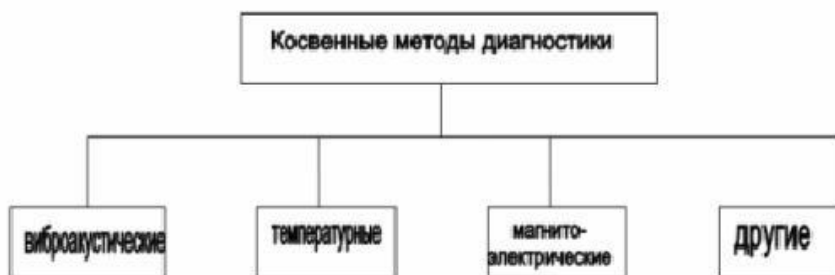 Косвенные методы диагностики
виброакустические
температурные
магнито-
электрические
другие